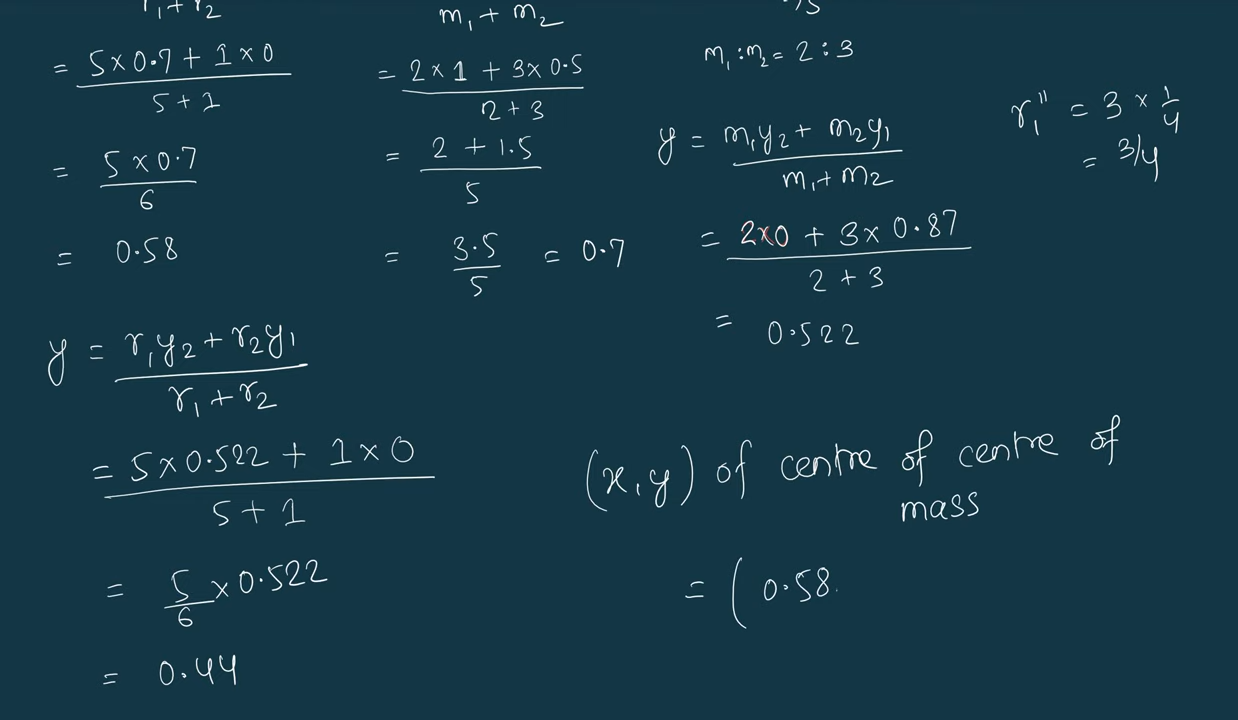 r₁ + r₂
= 5×0.7 + 1×0
5 + 1
= 5×0.7
6
= 0.58
y = r₁y₂ + r₂y₁
r₁ + r₂
= 5×0.522 + 1×0
5 + 1
= 5 × 0.522
6
= 0.44
m₁ + m₂
= 2×1 + 3×0.5
2 + 3
= 2 + 1.5
5
= 3.5 = 0.7
5
m₁:m₂ = 2:3
y = m₁y₂ + m₂y₁
m₁ + m₂
= 2×0 + 3×0.87
2 + 3
= 0.522
r₁" = 3 × 1/4
= 3/4
(x,y) of centre of centre of
mass
= ( 0.58